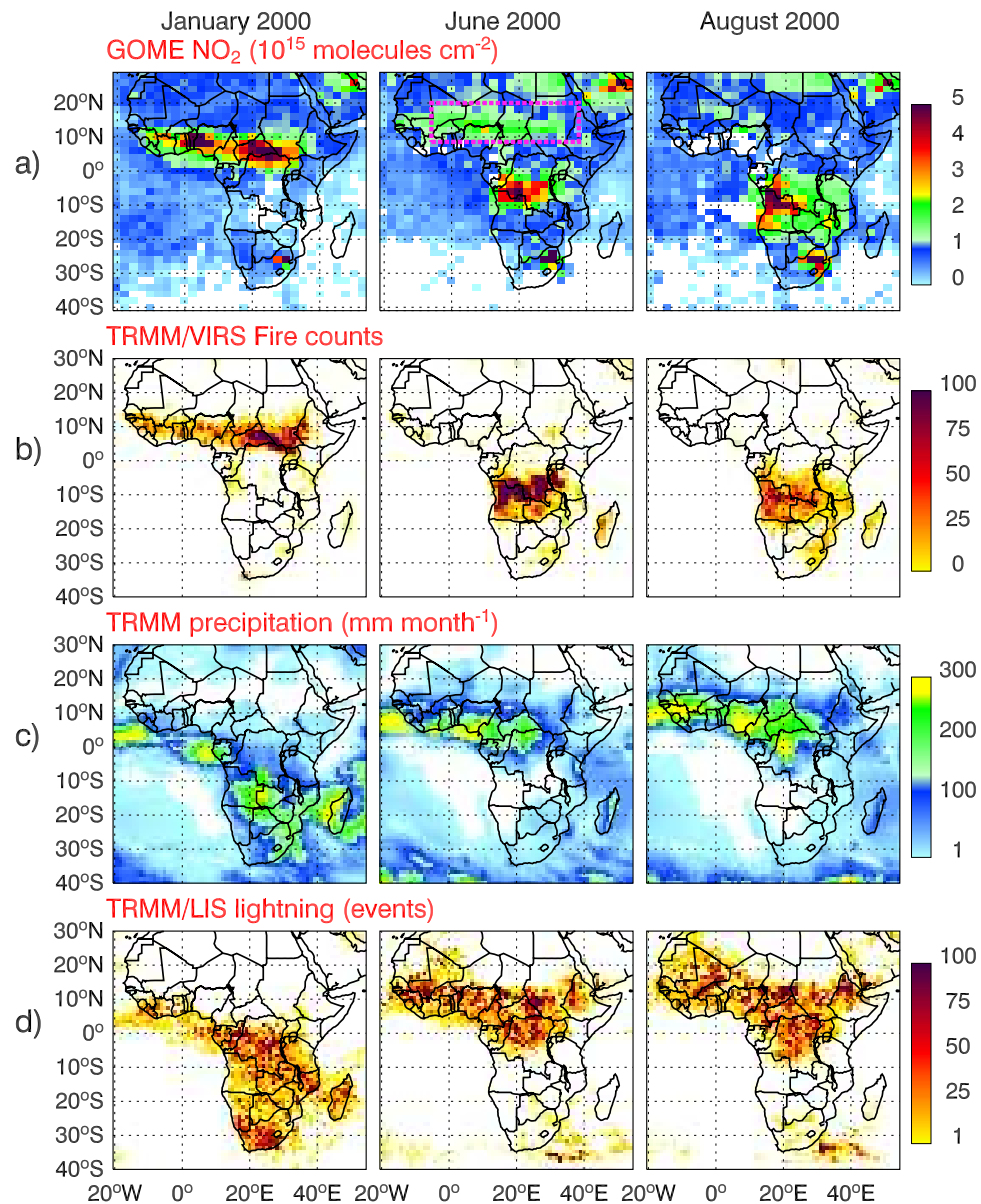 January 2000 June 2000 August 2000
GOME NO₂ (10¹⁵ molecules cm⁻²)
a)
20°N
10°N
0°
10°S
20°S
30°S
40°S
5
4
3
2
1
0
TRMM/VIRS Fire counts
b)
30°N
20°N
10°N
0°
10°S
20°S
30°S
40°S
100
75
50
25
0
TRMM precipitation (mm month⁻¹)
c)
30°N
20°N
10°N
0°
10°S
20°S
30°S
40°S
300
200
100
1
TRMM/LIS lightning (events)
d)
30°N
20°N
10°N
0°
10°S
20°S
30°S
40°S
100
75
50
25
1
20°W 0° 20°E 40°E 20°W 0° 20°E 40°E 20°W 0° 20°E 40°E